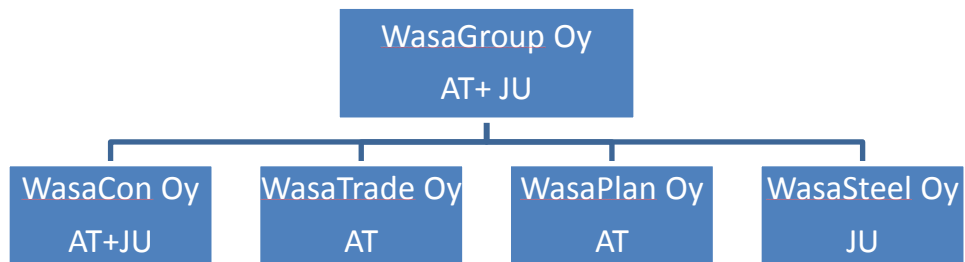 WasaGroup Oy
AT+ JU
WasaCon Oy
AT+JU
WasaTrade Oy
AT
WasaPlan Oy
AT
WasaSteel Oy
JU